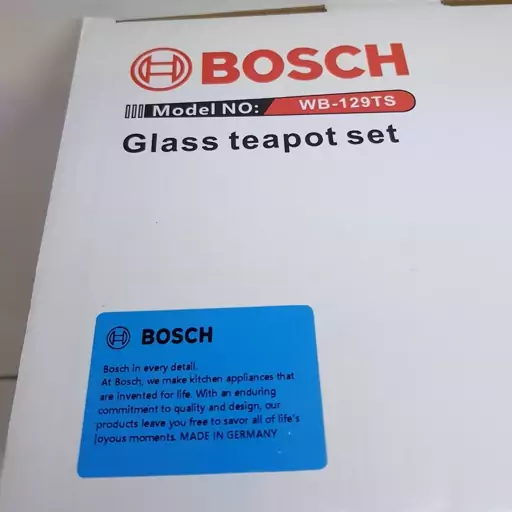 BOSCH
Model NO: WB-129TS
Glass teapot set
BOSCH
Bosch in every detail.
At Bosch, we make kitchen appliances that
are invented for life. With an enduring
commitment to quality and design, our
products leave you free to savor all of life's
joyous moments. MADE IN GERMANY